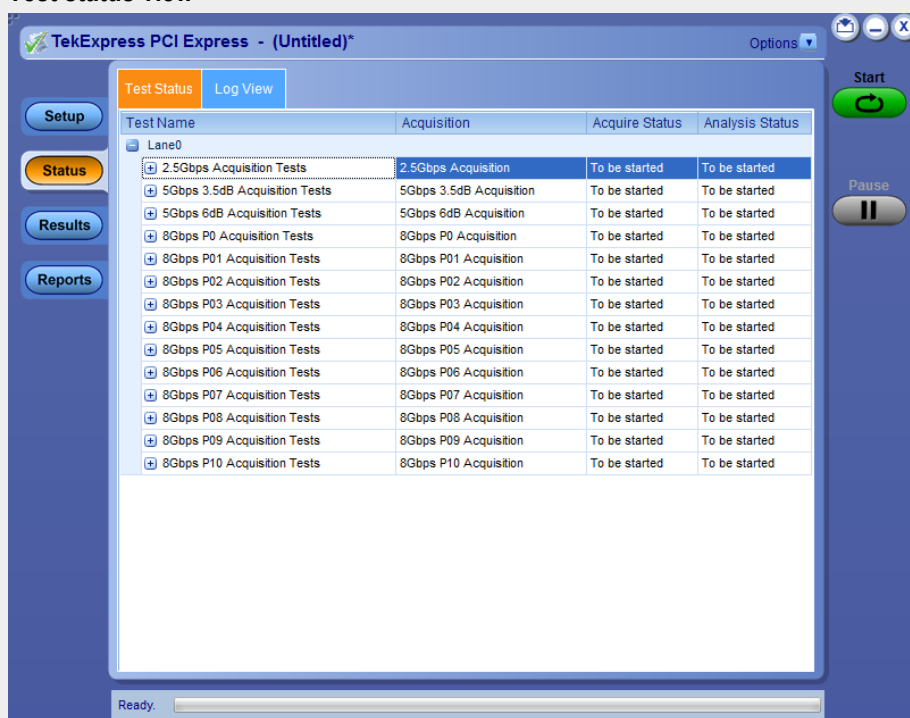 TekExpress PCI Express - (Untitled)*
Options
X
Start
Test Status Log View
Setup
Test Name Acquisition Acquire Status Analysis Status
Lane0
Status
2.5Gbps Acquisition Tests 2.5Gbps Acquisition To be started To be started
5Gbps 3.5dB Acquisition Tests 5Gbps 3.5dB Acquisition To be started To be started
Pause
5Gbps 6dB Acquisition Tests 5Gbps 6dB Acquisition To be started To be started
Results
8Gbps P0 Acquisition Tests 8Gbps P0 Acquisition To be started To be started
8Gbps P01 Acquisition Tests 8Gbps P01 Acquisition To be started To be started
Reports
8Gbps P02 Acquisition Tests 8Gbps P02 Acquisition To be started To be started
8Gbps P03 Acquisition Tests 8Gbps P03 Acquisition To be started To be started
8Gbps P04 Acquisition Tests 8Gbps P04 Acquisition To be started To be started
8Gbps P05 Acquisition Tests 8Gbps P05 Acquisition To be started To be started
8Gbps P06 Acquisition Tests 8Gbps P06 Acquisition To be started To be started
8Gbps P07 Acquisition Tests 8Gbps P07 Acquisition To be started To be started
8Gbps P08 Acquisition Tests 8Gbps P08 Acquisition To be started To be started
8Gbps P09 Acquisition Tests 8Gbps P09 Acquisition To be started To be started
8Gbps P10 Acquisition Tests 8Gbps P10 Acquisition To be started To be started
Ready.